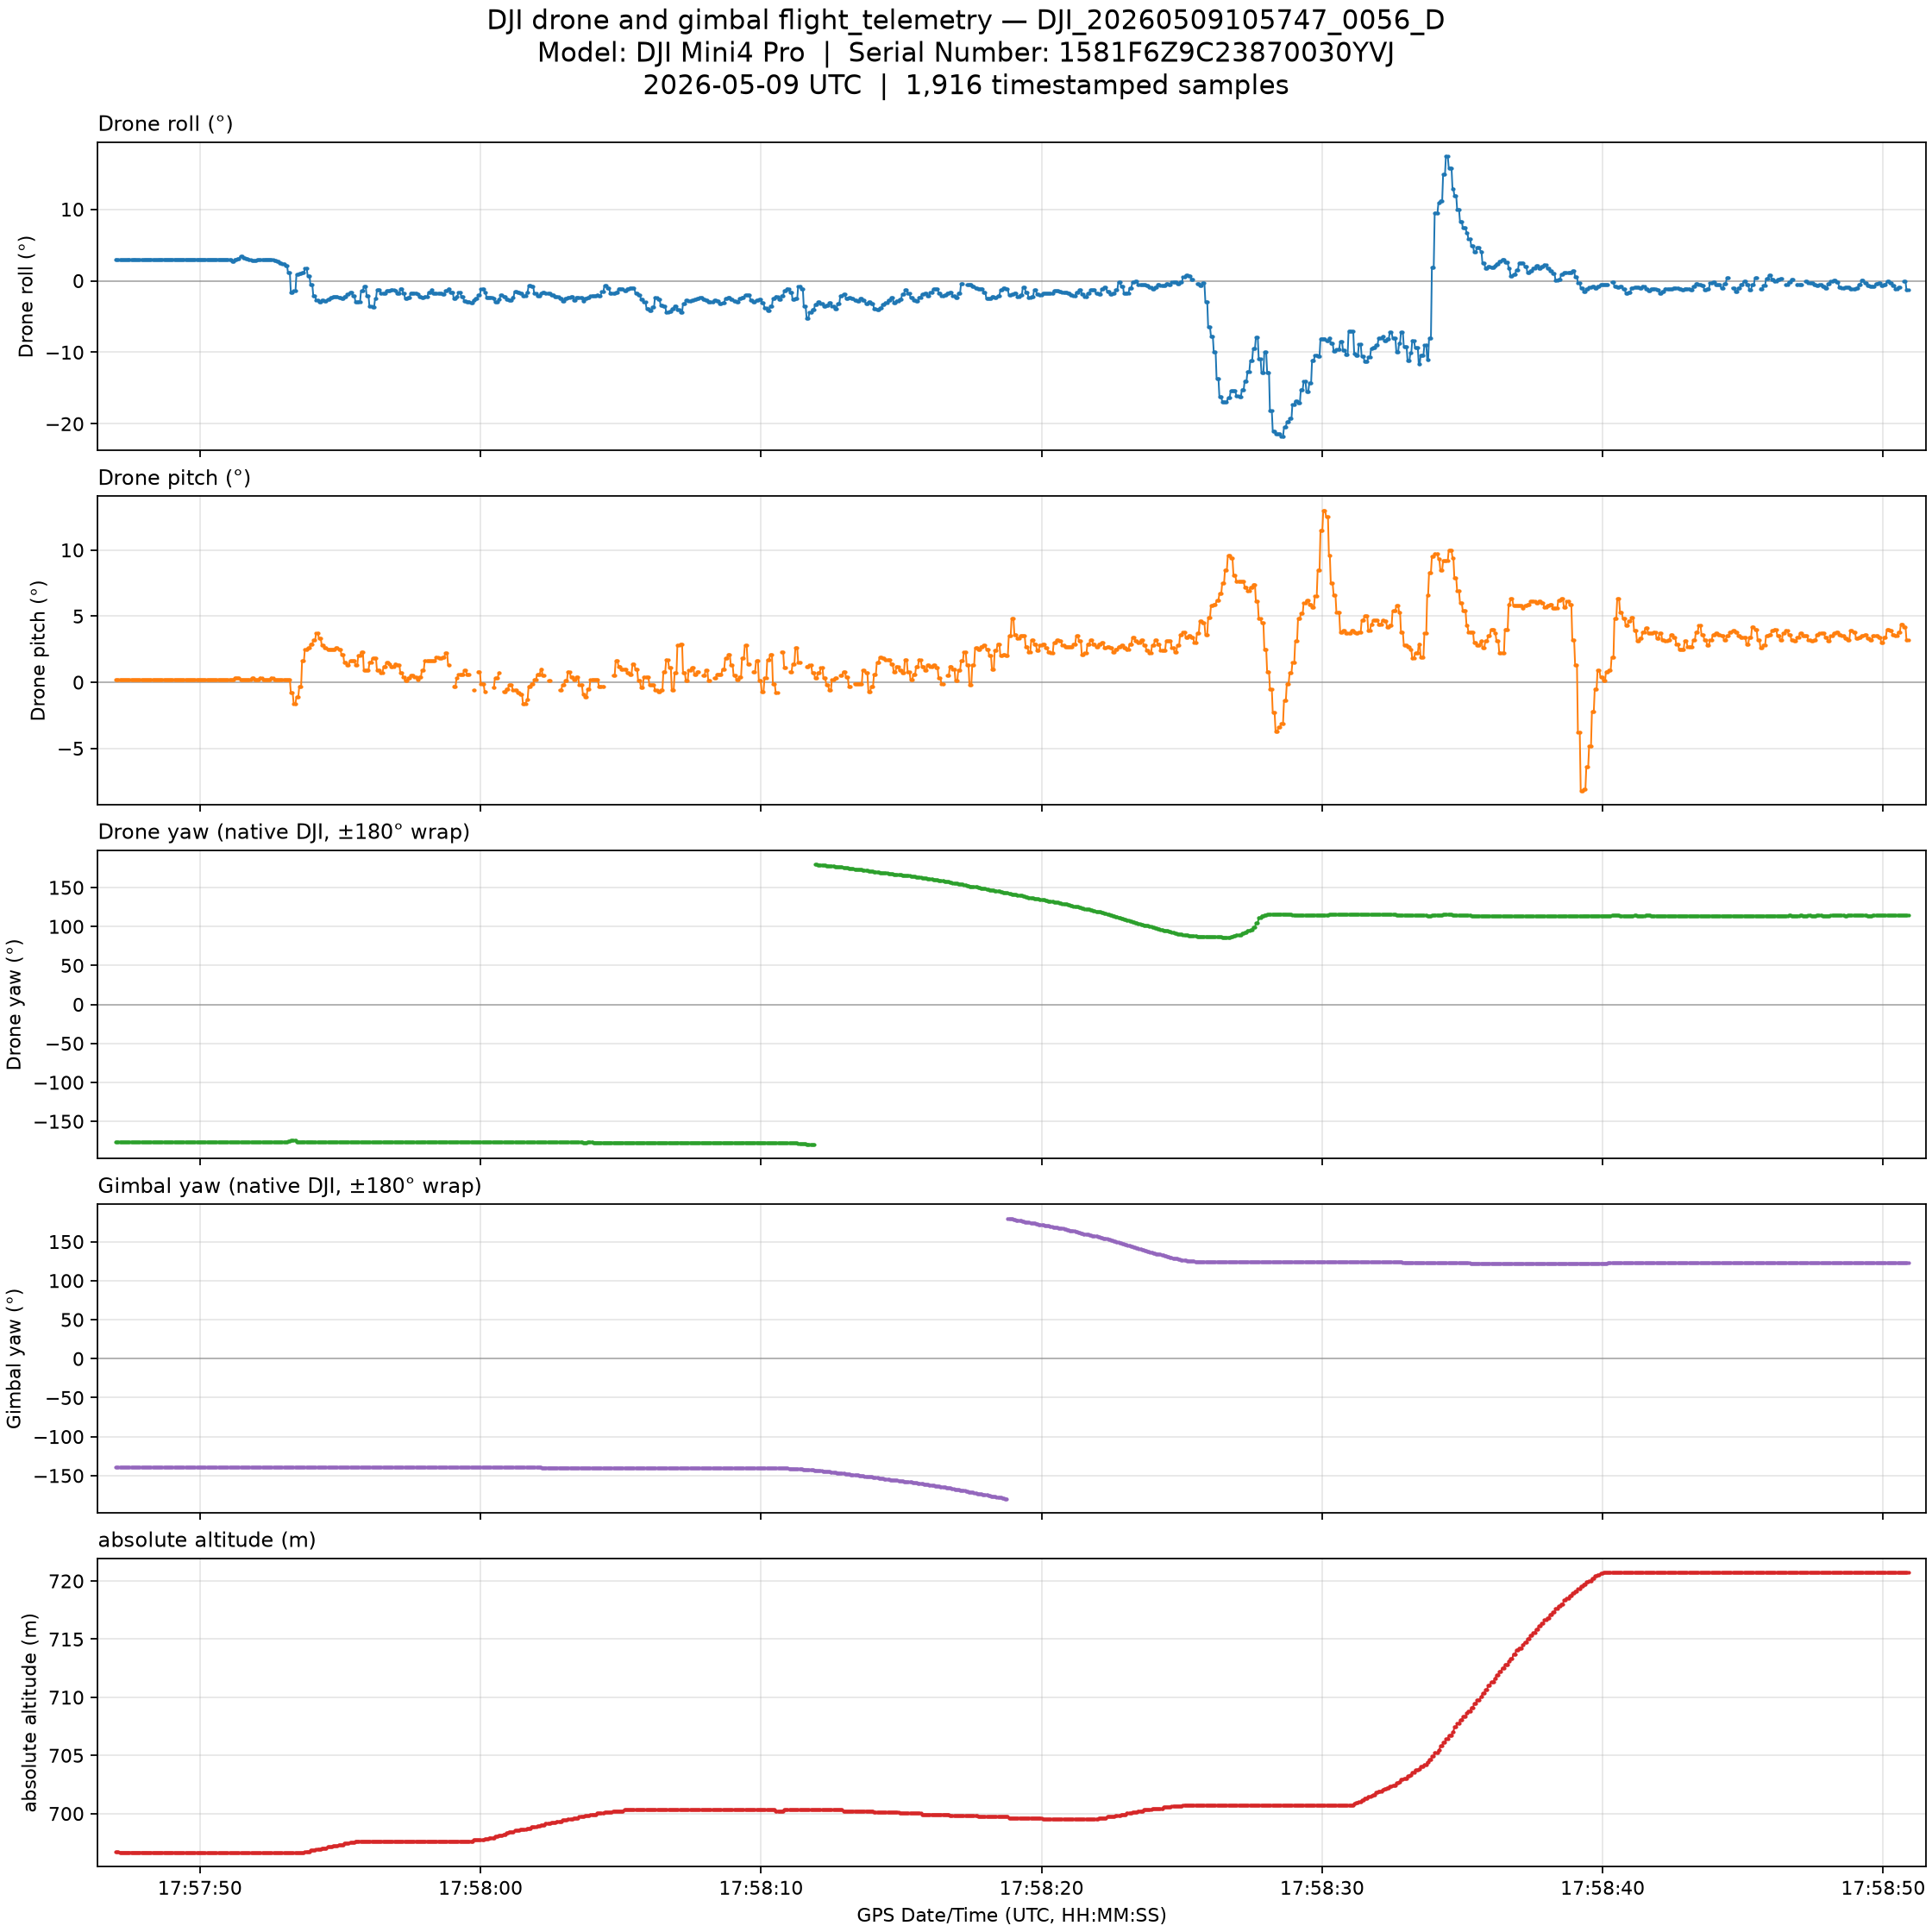 DJI drone and gimbal flight_telemetry — DJI_20260509105747_0056_D
Model: DJI Mini4 Pro | Serial Number: 1581F6Z9C23870030YVJ
2026-05-09 UTC | 1,916 timestamped samples
Drone roll (°)
Drone roll (°)
10
0
−10
−20
Drone pitch (°)
Drone pitch (°)
10
5
0
−5
Drone yaw (native DJI, ±180° wrap)
Drone yaw (°)
150
100
50
0
−50
−100
−150
Gimbal yaw (native DJI, ±180° wrap)
Gimbal yaw (°)
150
100
50
0
−50
−100
−150
absolute altitude (m)
absolute altitude (m)
720
715
710
705
700
17:57:50 17:58:00 17:58:10 17:58:20 17:58:30 17:58:40 17:58:50
GPS Date/Time (UTC, HH:MM:SS)